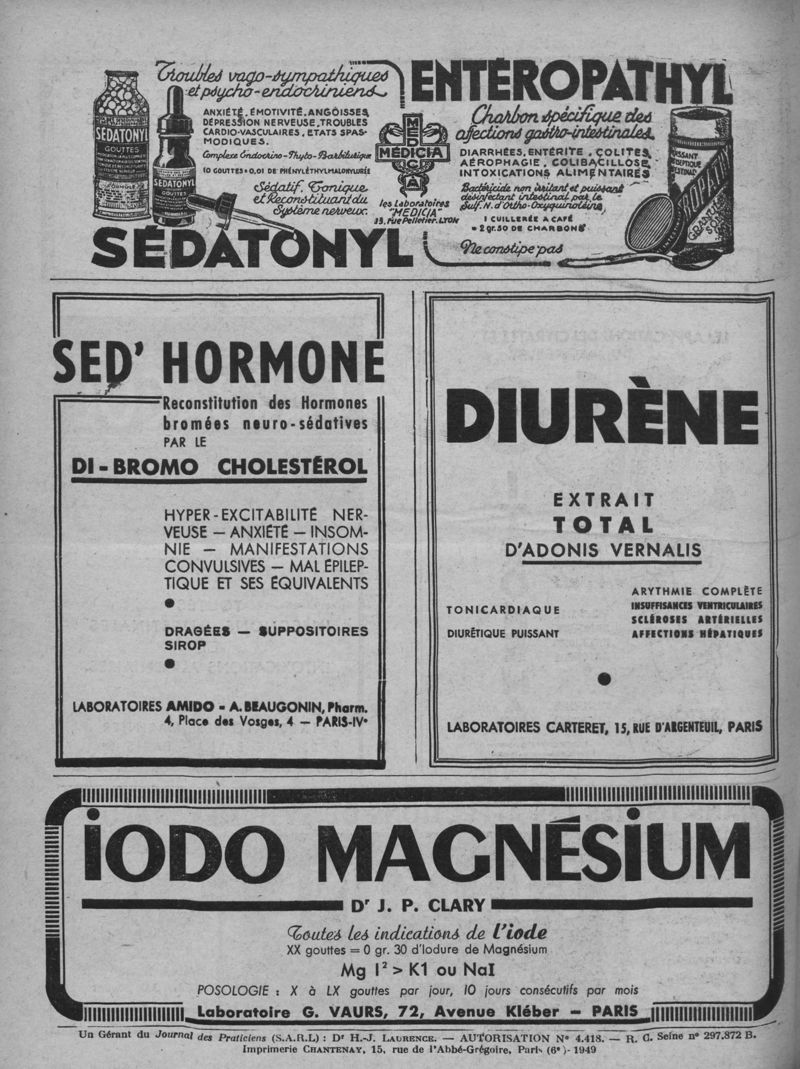 Troubles vago-sympathiques
et psycho-endocriniens
ANXIÉTÉ, ÉMOTIVITÉ, ANGOISSES,
DÉPRESSION NERVEUSE, TROUBLES
CARDIO-VASCULAIRES, ETATS SPAS-
MODIQUES.
Complexe Endocrino-Phyto-Barbiturique
10 GOUTTES = 0,01 DE PHÉNYLÉTHYLMALONYLURÉE
Sédatif, Tonique
et Reconstituant du
Système nerveux.
SÉDATONYL
GOUTTES
SÉDATONYL
GOUTTES
SÉDATONYL
MEDICIA
MÉDICIA
les Laboratoires
"MÉDICIA"
15, rue Pelletier. LYON
ENTÉROPATHYL
Charbon spécifique des
affections gastro-intestinales
DIARRHÉES, ENTÉRITE, COLITES,
AÉROPHAGIE, COLIBACILLOSE,
INTOXICATIONS ALIMENTAIRES
Bactéricide non irritant et puissant
désinfectant intestinal par le
Sulf. N. d'Ortho-Oxyquinoléine,
1 CUILLERÉE A CAFÉ
= 2 gr. 50 DE CHARBONS
Ne constipe pas
SED' HORMONE
Reconstitution des Hormones
bromées neuro-sédatives
PAR LE
DI-BROMO CHOLESTÉROL
HYPER-EXCITABILITÉ NER-
VEUSE — ANXIÉTÉ — INSOM-
NIE — MANIFESTATIONS
CONVULSIVES — MAL ÉPILEP-
TIQUE ET SES ÉQUIVALENTS
●
DRAGÉES — SUPPOSITOIRES
SIROP
●
LABORATOIRES AMIDO - A. BEAUGONIN, Pharm.
4, Place des Vosges, 4 — PARIS-IVe
DIURÈNE
EXTRAIT
TOTAL
D'ADONIS VERNALIS
TONICARDIAQUE
DIURÉTIQUE PUISSANT
ARYTHMIE COMPLÈTE
INSUFFISANCES VENTRICULAIRES
SCLÉROSES ARTÉRIELLES
AFFECTIONS HÉPATIQUES
●
LABORATOIRES CARTERET, 15, RUE D'ARGENTEUIL, PARIS
IODO MAGNÉSIUM
Dr J. P. CLARY
Toutes les indications de l'iode
XX gouttes = 0 gr. 30 d'Iodure de Magnésium
Mg I² > K1 ou NaI
POSOLOGIE : X à LX gouttes par jour, 10 jours consécutifs par mois
Laboratoire G. VAURS, 72, Avenue Kléber — PARIS
Un Gérant du Journal des Praticiens (S.A.R.L) : Dr H.-J. LAURENCE. — AUTORISATION N° 4.418. — R. C. Seine n° 297.872 B.
Imprimerie CHANTENAY, 15, rue de l'Abbé-Grégoire, Paris (6e) - 1949